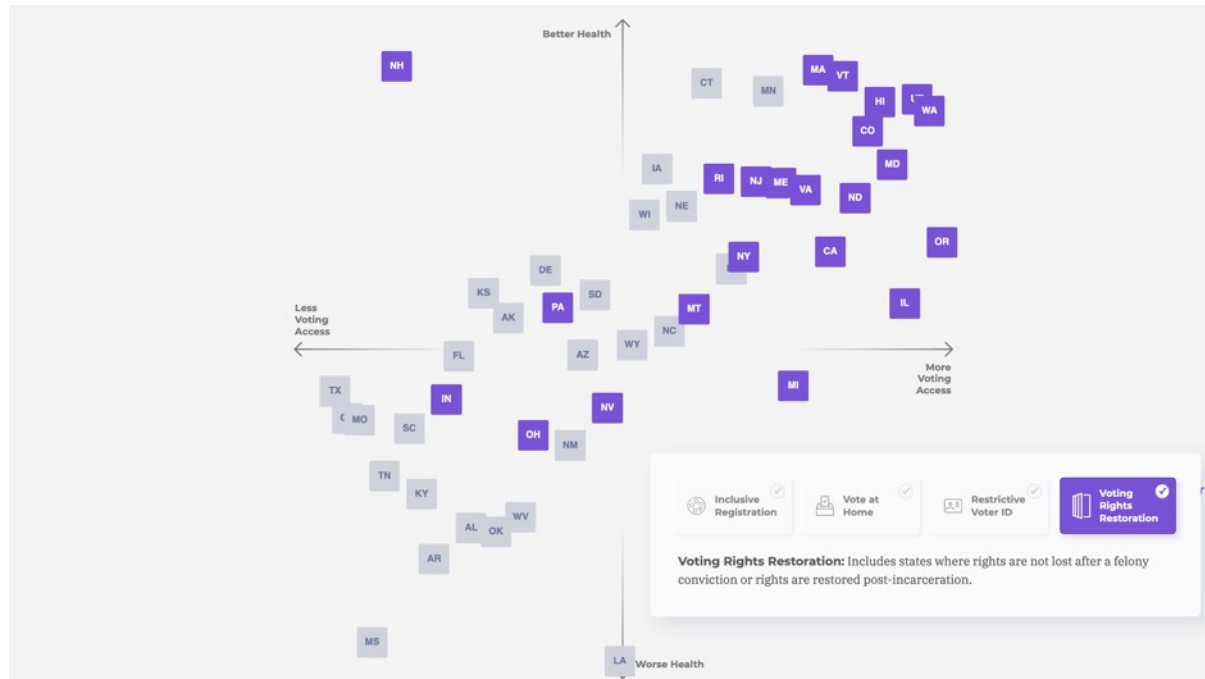 Better Health
NH
MA
VT
CT
MN
HI
WA
CO
IA
MD
RI
NJ
ME
VA
ND
NE
WI
OR
CA
NY
DE
KS
SD
PA
MT
IL
AK
Less
Voting
Access
NC
WY
FL
AZ
More
Voting
Access
TX
MI
IN
NV
MO
SC
OH
NM
TN
KY
AL
OK
WV
AR
MS
LA
Worse Health
Inclusive
Registration
Vote at
Home
Restrictive
Voter ID
Voting
Rights
Restoration
Voting Rights Restoration: Includes states where rights are not lost after a felony
conviction or rights are restored post-incarceration.